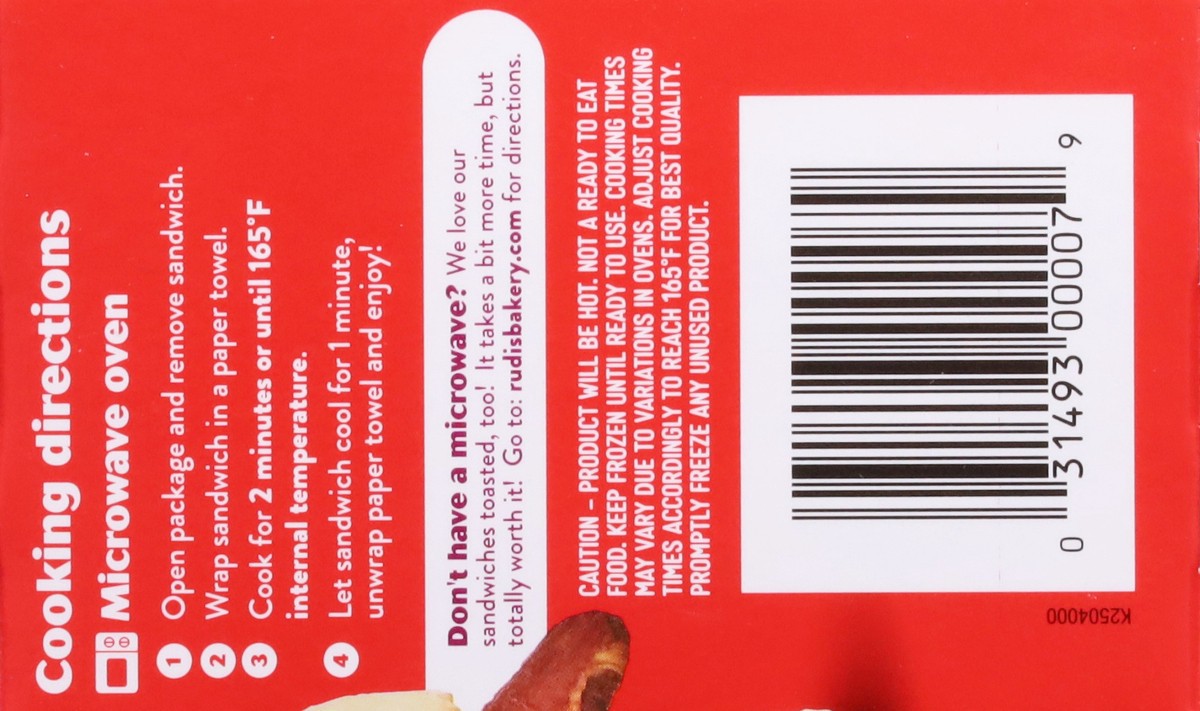 Cooking directions
Microwave oven
1 Open package and remove sandwich.
2 Wrap sandwich in a paper towel.
3 Cook for 2 minutes or until 165°F
internal temperature.
4 Let sandwich cool for 1 minute,
unwrap paper towel and enjoy!
Don't have a microwave? We love our
sandwiches toasted, too! It takes a bit more time, but
totally worth it! Go to: rudisbakery.com for directions.
CAUTION – PRODUCT WILL BE HOT. NOT A READY TO EAT
FOOD. KEEP FROZEN UNTIL READY TO USE. COOKING TIMES
MAY VARY DUE TO VARIATIONS IN OVENS. ADJUST COOKING
TIMES ACCORDINGLY TO REACH 165°F FOR BEST QUALITY.
PROMPTLY FREEZE ANY UNUSED PRODUCT.
0 31493 00007 9
K2504000